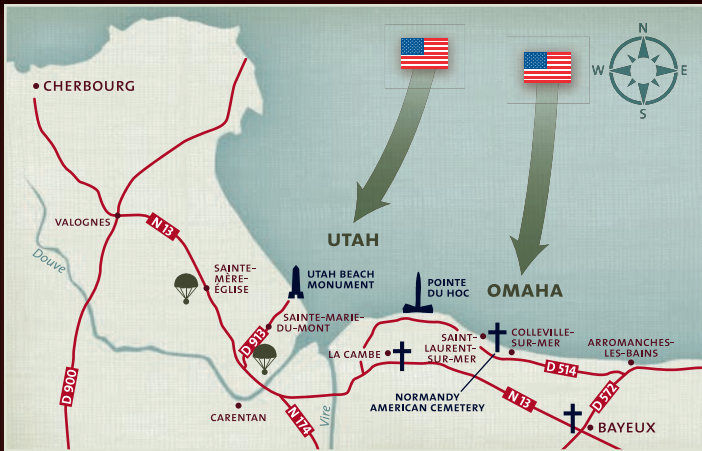 N
W
E
S
CHERBOURG
VALOGNES
N 13
Douve
UTAH
SAINTE-
MÈRE-
ÉGLISE
UTAH BEACH
MONUMENT
POINTE
DU HOC
OMAHA
SAINTE-MARIE-
DU-MONT
D 913
LA CAMBE
SAINT-
LAURENT-
SUR-MER
COLLEVILLE-
SUR-MER
ARROMANCHES-
LES-BAINS
D 514
D 900
CARENTAN
N 174
Vire
NORMANDY
AMERICAN CEMETERY
N 13
D 572
BAYEUX